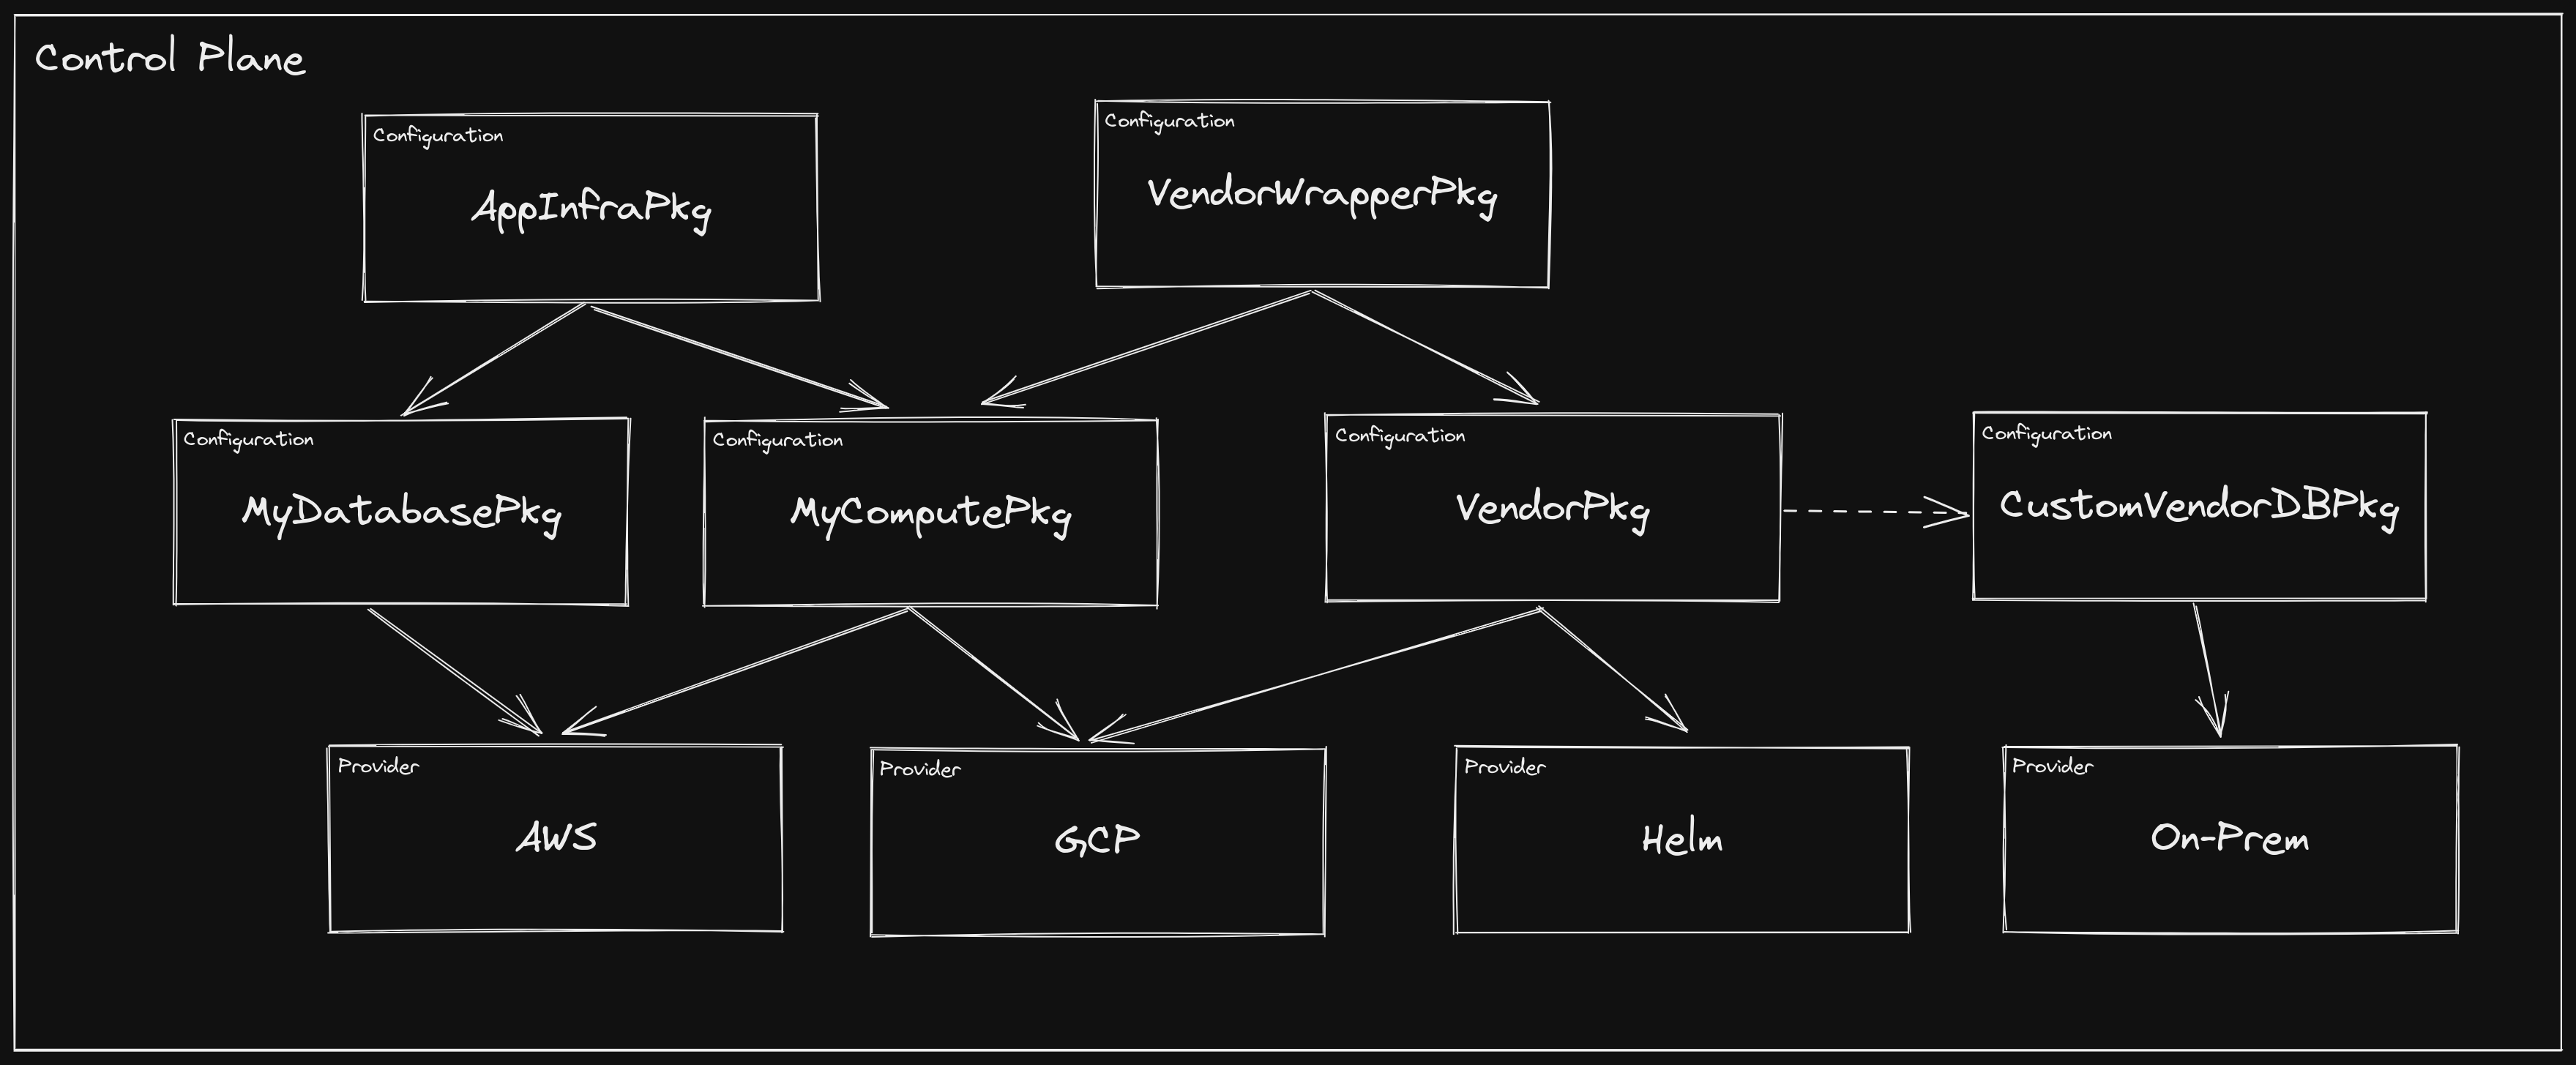 Control Plane
Configuration
AppInfraPkg
Configuration
VendorWrapperPkg
Configuration
MyDatabasePkg
Configuration
MyComputePkg
Configuration
VendorPkg
Configuration
CustomVendorDBPkg
Provider
AWS
Provider
GCP
Provider
Helm
Provider
On-Prem